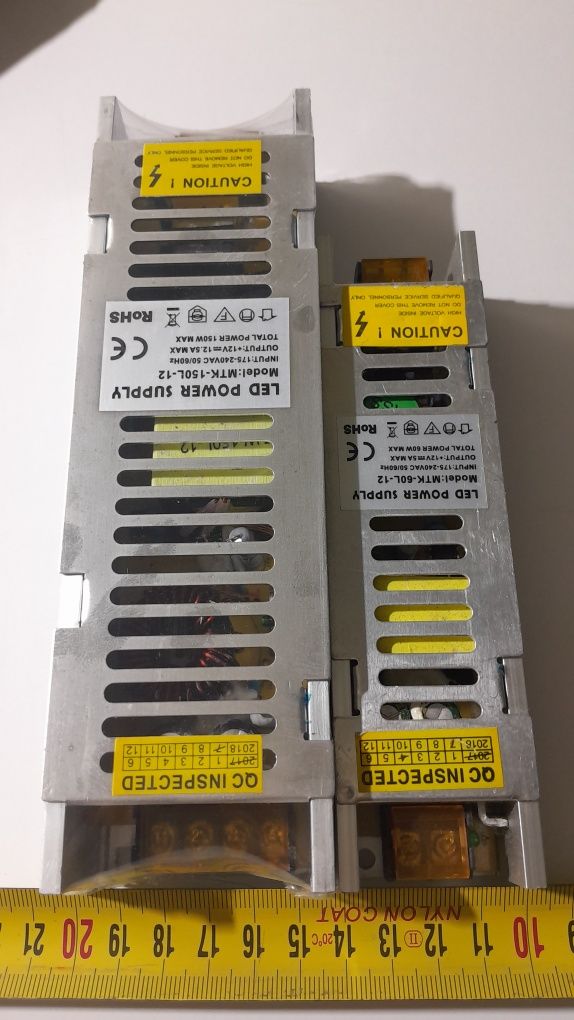 CAUTION !
HIGH VOLTAGE INSIDE
DO NOT REMOVE THIS COVER
QUALIFIED SERVICE PERSONNEL ONLY
LED POWER SUPPLY
Model:MTK-150L-12
INPUT:175-240VAC 50/60Hz
OUTPUT:+12V⎓12.5A MAX
TOTAL POWER 150W MAX
CE
RoHS
QC INSPECTED
2017 1 2 3 4 5 6
2018 7 8 9 10 11 12
CAUTION !
HIGH VOLTAGE INSIDE
DO NOT REMOVE THIS COVER
QUALIFIED SERVICE PERSONNEL ONLY
LED POWER SUPPLY
Model:MTK-60L-12
INPUT:175-240VAC 50/60Hz
OUTPUT:+12V⎓5A MAX
TOTAL POWER 60W MAX
CE
RoHS
QC INSPECTED
2017 1 2 3 4 5 6
2018 7 8 9 10 11 12
NYLON COAT
10 11 12 II 13 14 20°C 15 16 17 18 19 20 21